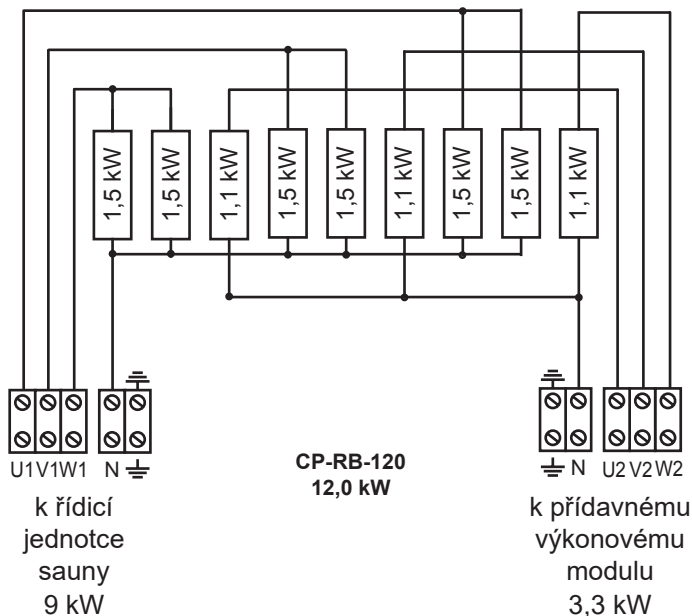 1,5 kW
1,5 kW
1,1 kW
1,5 kW
1,5 kW
1,1 kW
1,5 kW
1,5 kW
1,1 kW
U1 V1 W1 N
N U2 V2 W2
CP-RB-120
12,0 kW
k řídicí
jednotce
sauny
9 kW
k přídavnému
výkonovému
modulu
3,3 kW